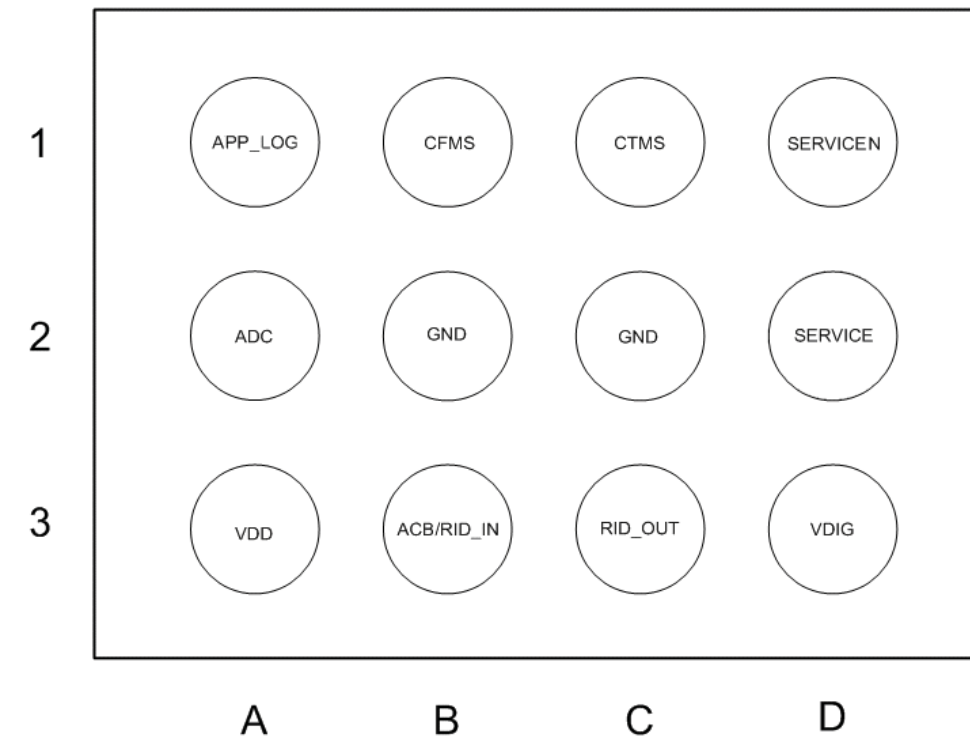 1 APP_LOG CFMS CTMS SERVICEN
2 ADC GND GND SERVICE
3 VDD ACB/RID_IN RID_OUT VDIG
A B C D